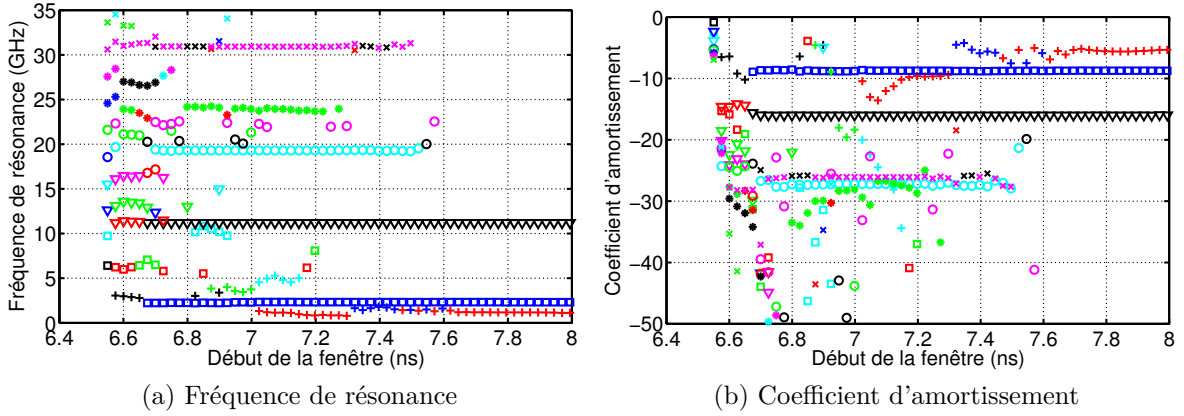 Fréquence de résonance (GHz)
35
30
25
20
15
10
5
0
6.4 6.6 6.8 7 7.2 7.4 7.6 7.8 8
Début de la fenêtre (ns)
(a) Fréquence de résonance
Coefficient d'amortissement
0
−10
−20
−30
−40
−50
6.4 6.6 6.8 7 7.2 7.4 7.6 7.8 8
Début de la fenêtre (ns)
(b) Coefficient d'amortissement